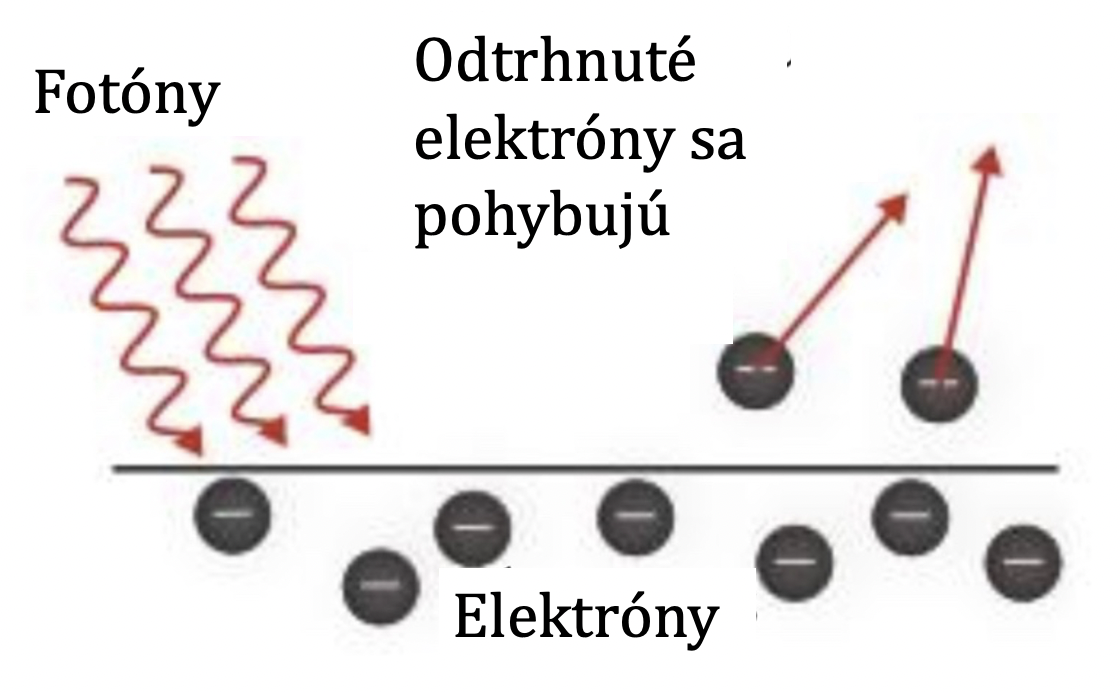 Fotóny
Odtrhnuté
elektróny sa
pohybujú
Elektróny